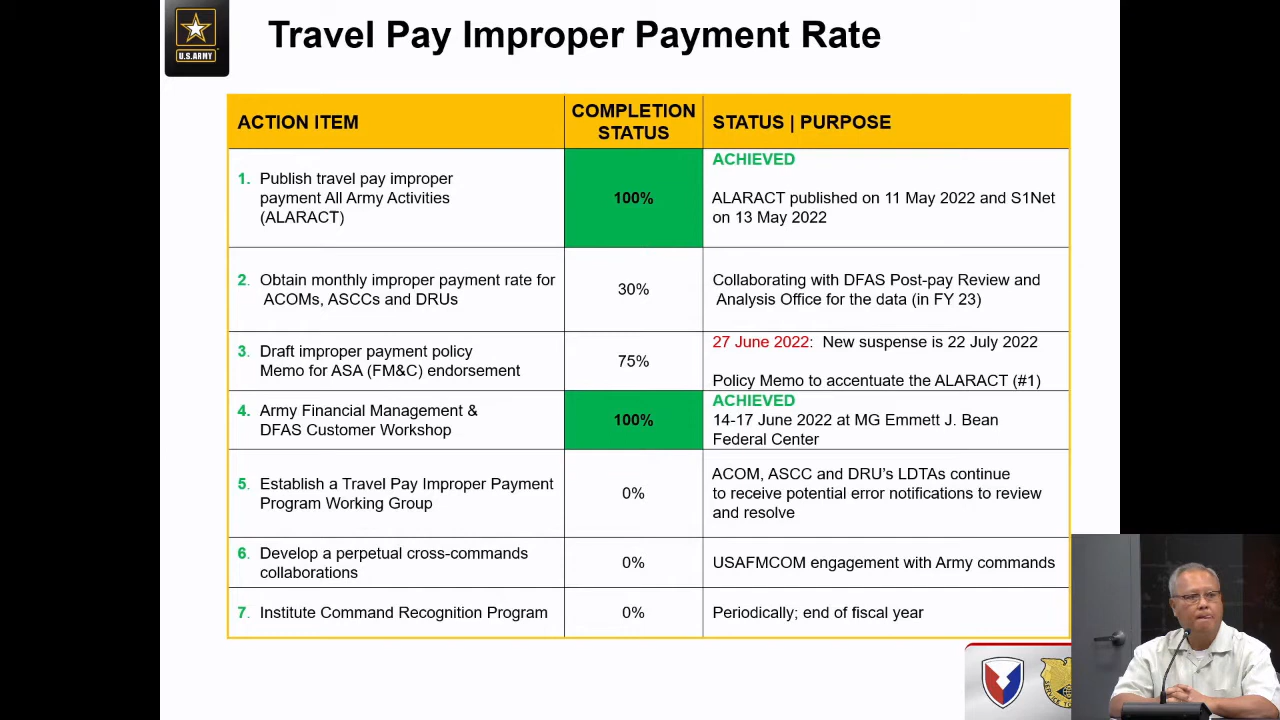 U.S.ARMY
Travel Pay Improper Payment Rate
ACTION ITEM
COMPLETION
STATUS
STATUS | PURPOSE
1. Publish travel pay improper
payment All Army Activities
(ALARACT)
100%
ACHIEVED
ALARACT published on 11 May 2022 and S1Net
on 13 May 2022
2. Obtain monthly improper payment rate for
ACOMs, ASCCs and DRUs
30%
Collaborating with DFAS Post-pay Review and
Analysis Office for the data (in FY 23)
3. Draft improper payment policy
Memo for ASA (FM&C) endorsement
75%
27 June 2022: New suspense is 22 July 2022
Policy Memo to accentuate the ALARACT (#1)
4. Army Financial Management &
DFAS Customer Workshop
100%
ACHIEVED
14-17 June 2022 at MG Emmett J. Bean
Federal Center
5. Establish a Travel Pay Improper Payment
Program Working Group
0%
ACOM, ASCC and DRU's LDTAs continue
to receive potential error notifications to review
and resolve
6. Develop a perpetual cross-commands
collaborations
0%
USAFMCOM engagement with Army commands
7. Institute Command Recognition Program
0%
Periodically; end of fiscal year